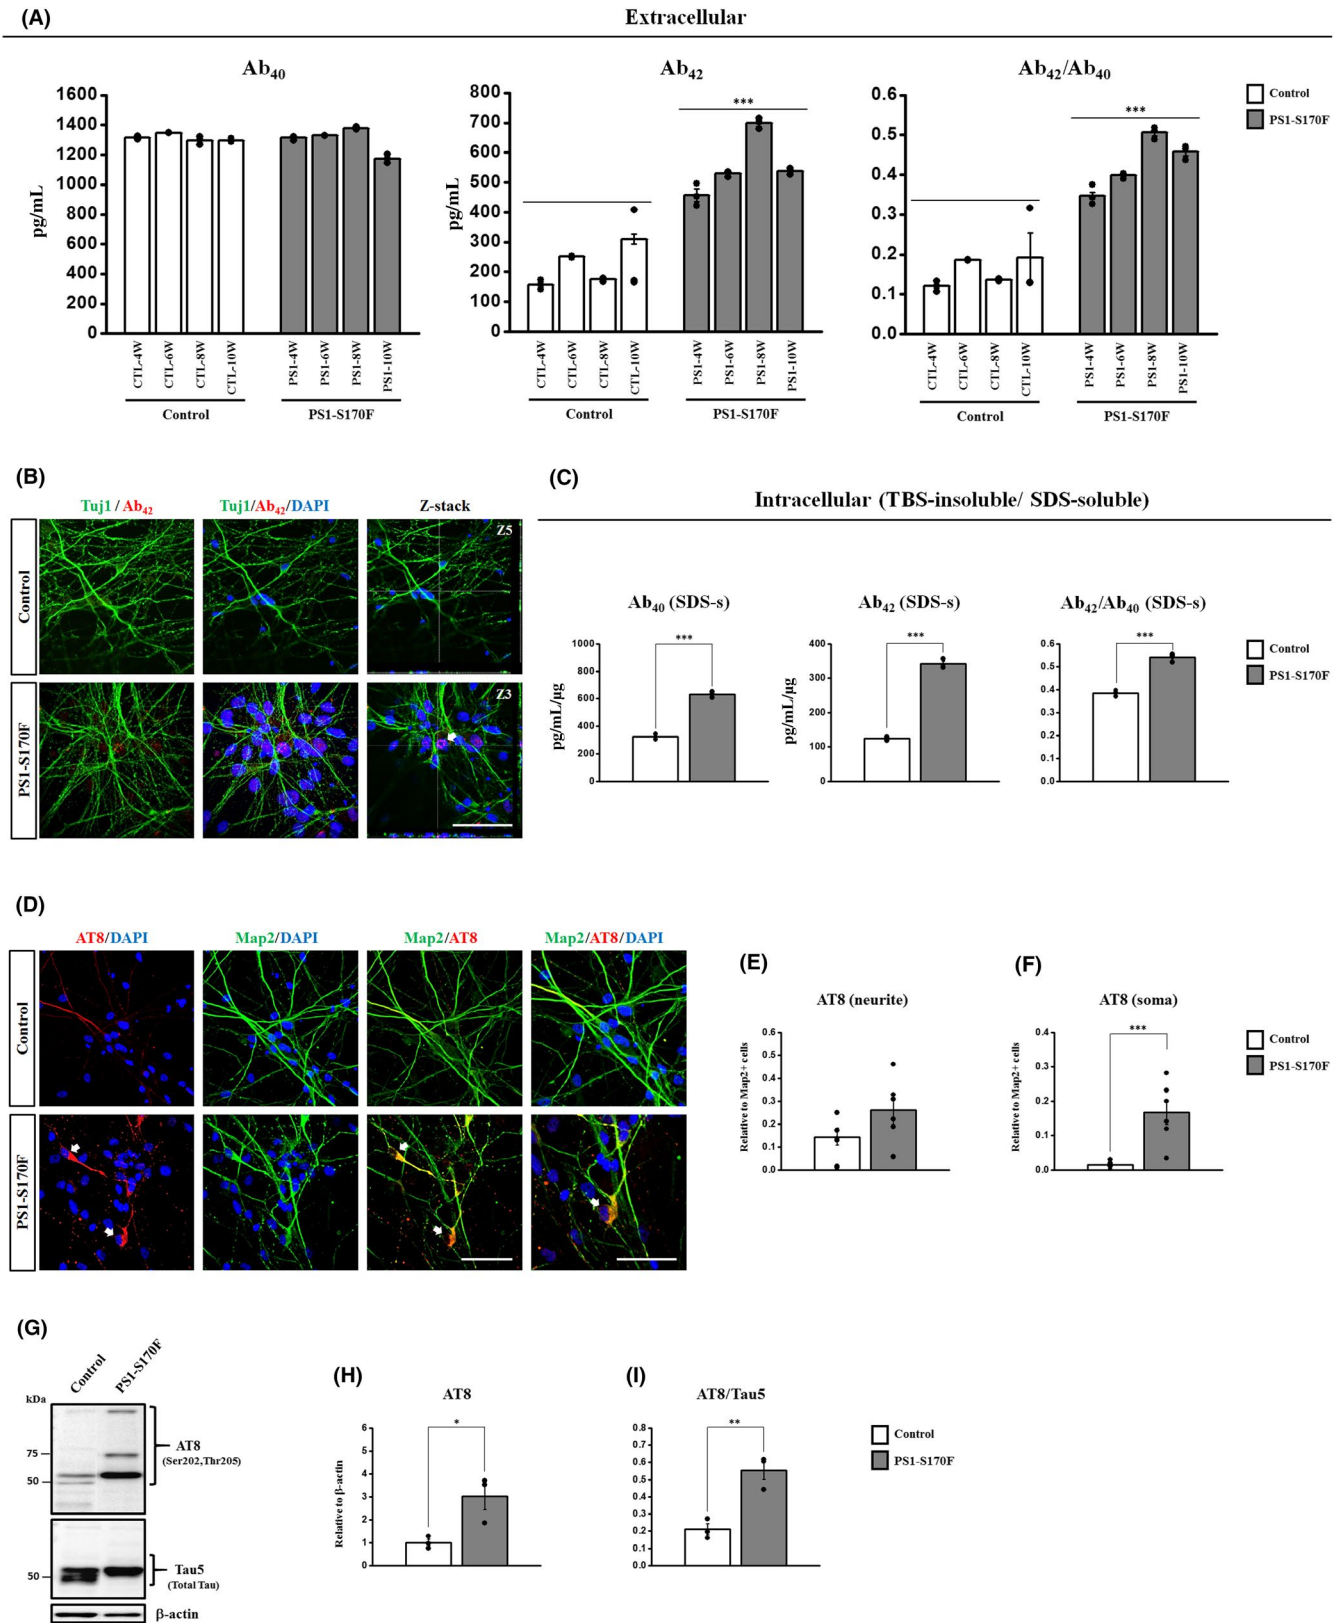 (A)
Extracellular
Ab40
pg/mL
1600
1400
1200
1000
800
600
400
200
0
CTL-4W
CTL-6W
CTL-8W
CTL-10W
PS1-4W
PS1-6W
PS1-8W
PS1-10W
Control
PS1-S170F
Ab42
pg/mL
800
700
600
500
400
300
200
100
0
***
CTL-4W
CTL-6W
CTL-8W
CTL-10W
PS1-4W
PS1-6W
PS1-8W
PS1-10W
Control
PS1-S170F
Ab42/Ab40
0.6
0.5
0.4
0.3
0.2
0.1
0.0
***
CTL-4W
CTL-6W
CTL-8W
CTL-10W
PS1-4W
PS1-6W
PS1-8W
PS1-10W
Control
PS1-S170F
Control
PS1-S170F
(B)
Tuj1 / Ab42
Tuj1/Ab42/DAPI
Z-stack
Control
Z5
PS1-S170F
Z3
(C)
Intracellular (TBS-insoluble/ SDS-soluble)
Ab40 (SDS-s)
pg/mL/µg
1000
800
600
400
200
0
***
Ab42 (SDS-s)
pg/mL/µg
400
300
200
100
0
***
Ab42/Ab40 (SDS-s)
0.6
0.5
0.4
0.3
0.2
0.1
0.0
***
Control
PS1-S170F
(D)
AT8/DAPI
Map2/DAPI
Map2/AT8
Map2/AT8/DAPI
Control
PS1-S170F
(E)
AT8 (neurite)
Relative to Map2+ cells
0.6
0.5
0.4
0.3
0.2
0.1
0.0
(F)
AT8 (soma)
Relative to Map2+ cells
0.4
0.3
0.2
0.1
0.0
***
Control
PS1-S170F
(G)
Control
PS1-S170F
kDa
75
50
AT8
(Ser202,Thr205)
50
Tau5
(Total Tau)
β-actin
(H)
AT8
Relative to β-actin
6
5
4
3
2
1
0
*
(I)
AT8/Tau5
0.8
0.7
0.6
0.5
0.4
0.3
0.2
0.1
0.0
**
Control
PS1-S170F